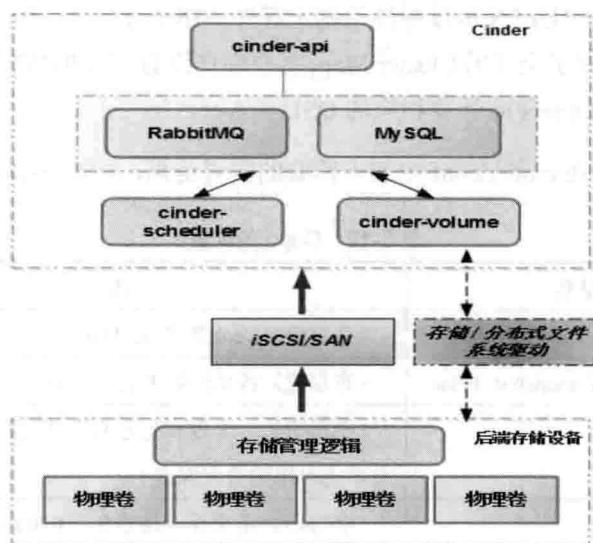 Cinder
cinder-api
RabbitMQ
MySQL
cinder-
scheduler
cinder-volume
iSCSI/SAN
存储/分布式文件
系统驱动
后端存储设备
存储管理逻辑
物理卷
物理卷
物理卷
物理卷